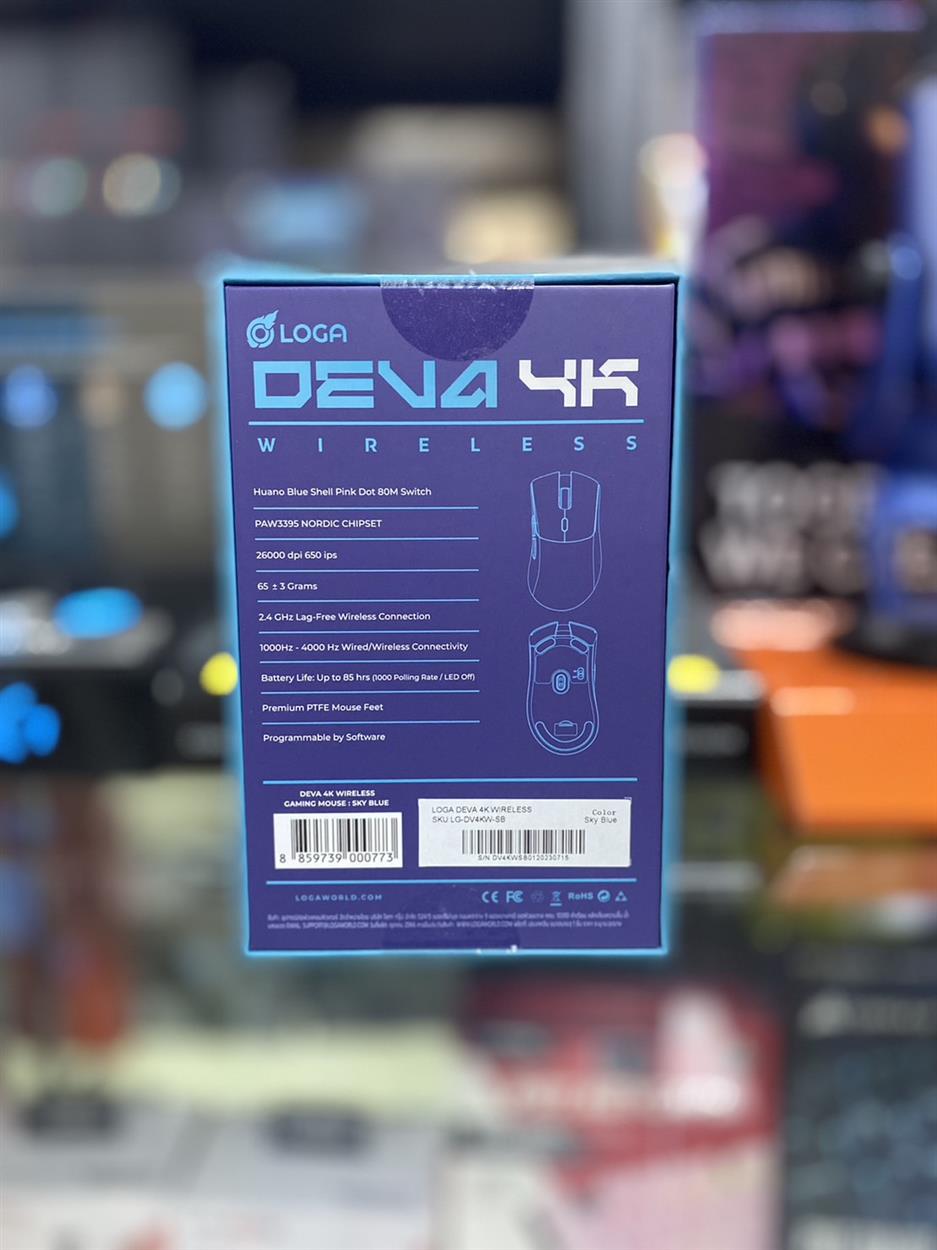 LOGA
DEVA 4K
WIRELESS
Huano Blue Shell Pink Dot 80M Switch
PAW3395 NORDIC CHIPSET
26000 dpi 650 ips
65 ± 3 Grams
2.4 GHz Lag-Free Wireless Connection
1000Hz - 4000 Hz Wired/Wireless Connectivity
Battery Life: Up to 85 hrs (1000 Polling Rate / LED Off)
Premium PTFE Mouse Feet
Programmable by Software
DEVA 4K WIRELESS
GAMING MOUSE : SKY BLUE
8 859739 000773
LOGA DEVA 4K WIRELESS
SKU LG-DV4KW-SB
Color
Sky Blue
S/N DV4KWSB0120230715
LOGAWORLD.COM
CE FC RoHS